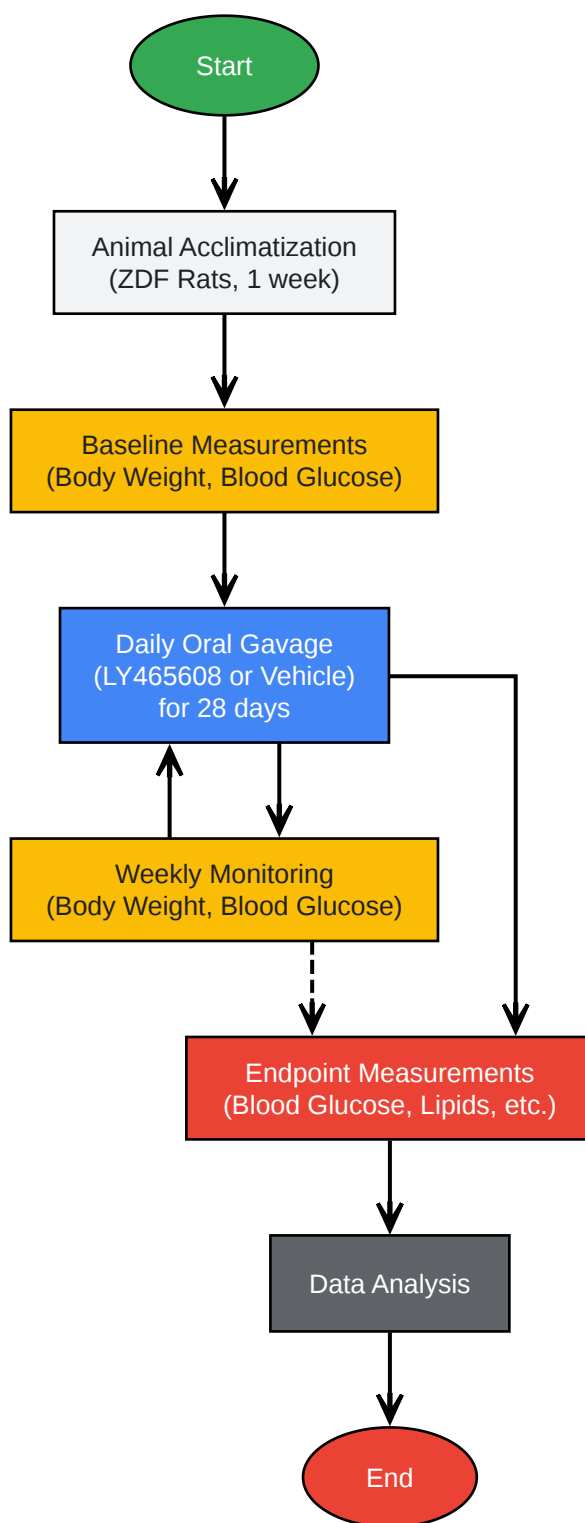 Start
Animal Acclimatization
(ZDF Rats, 1 week)
Baseline Measurements
(Body Weight, Blood Glucose)
Daily Oral Gavage
(LY465608 or Vehicle)
for 28 days
Weekly Monitoring
(Body Weight, Blood Glucose)
Endpoint Measurements
(Blood Glucose, Lipids, etc.)
Data Analysis
End